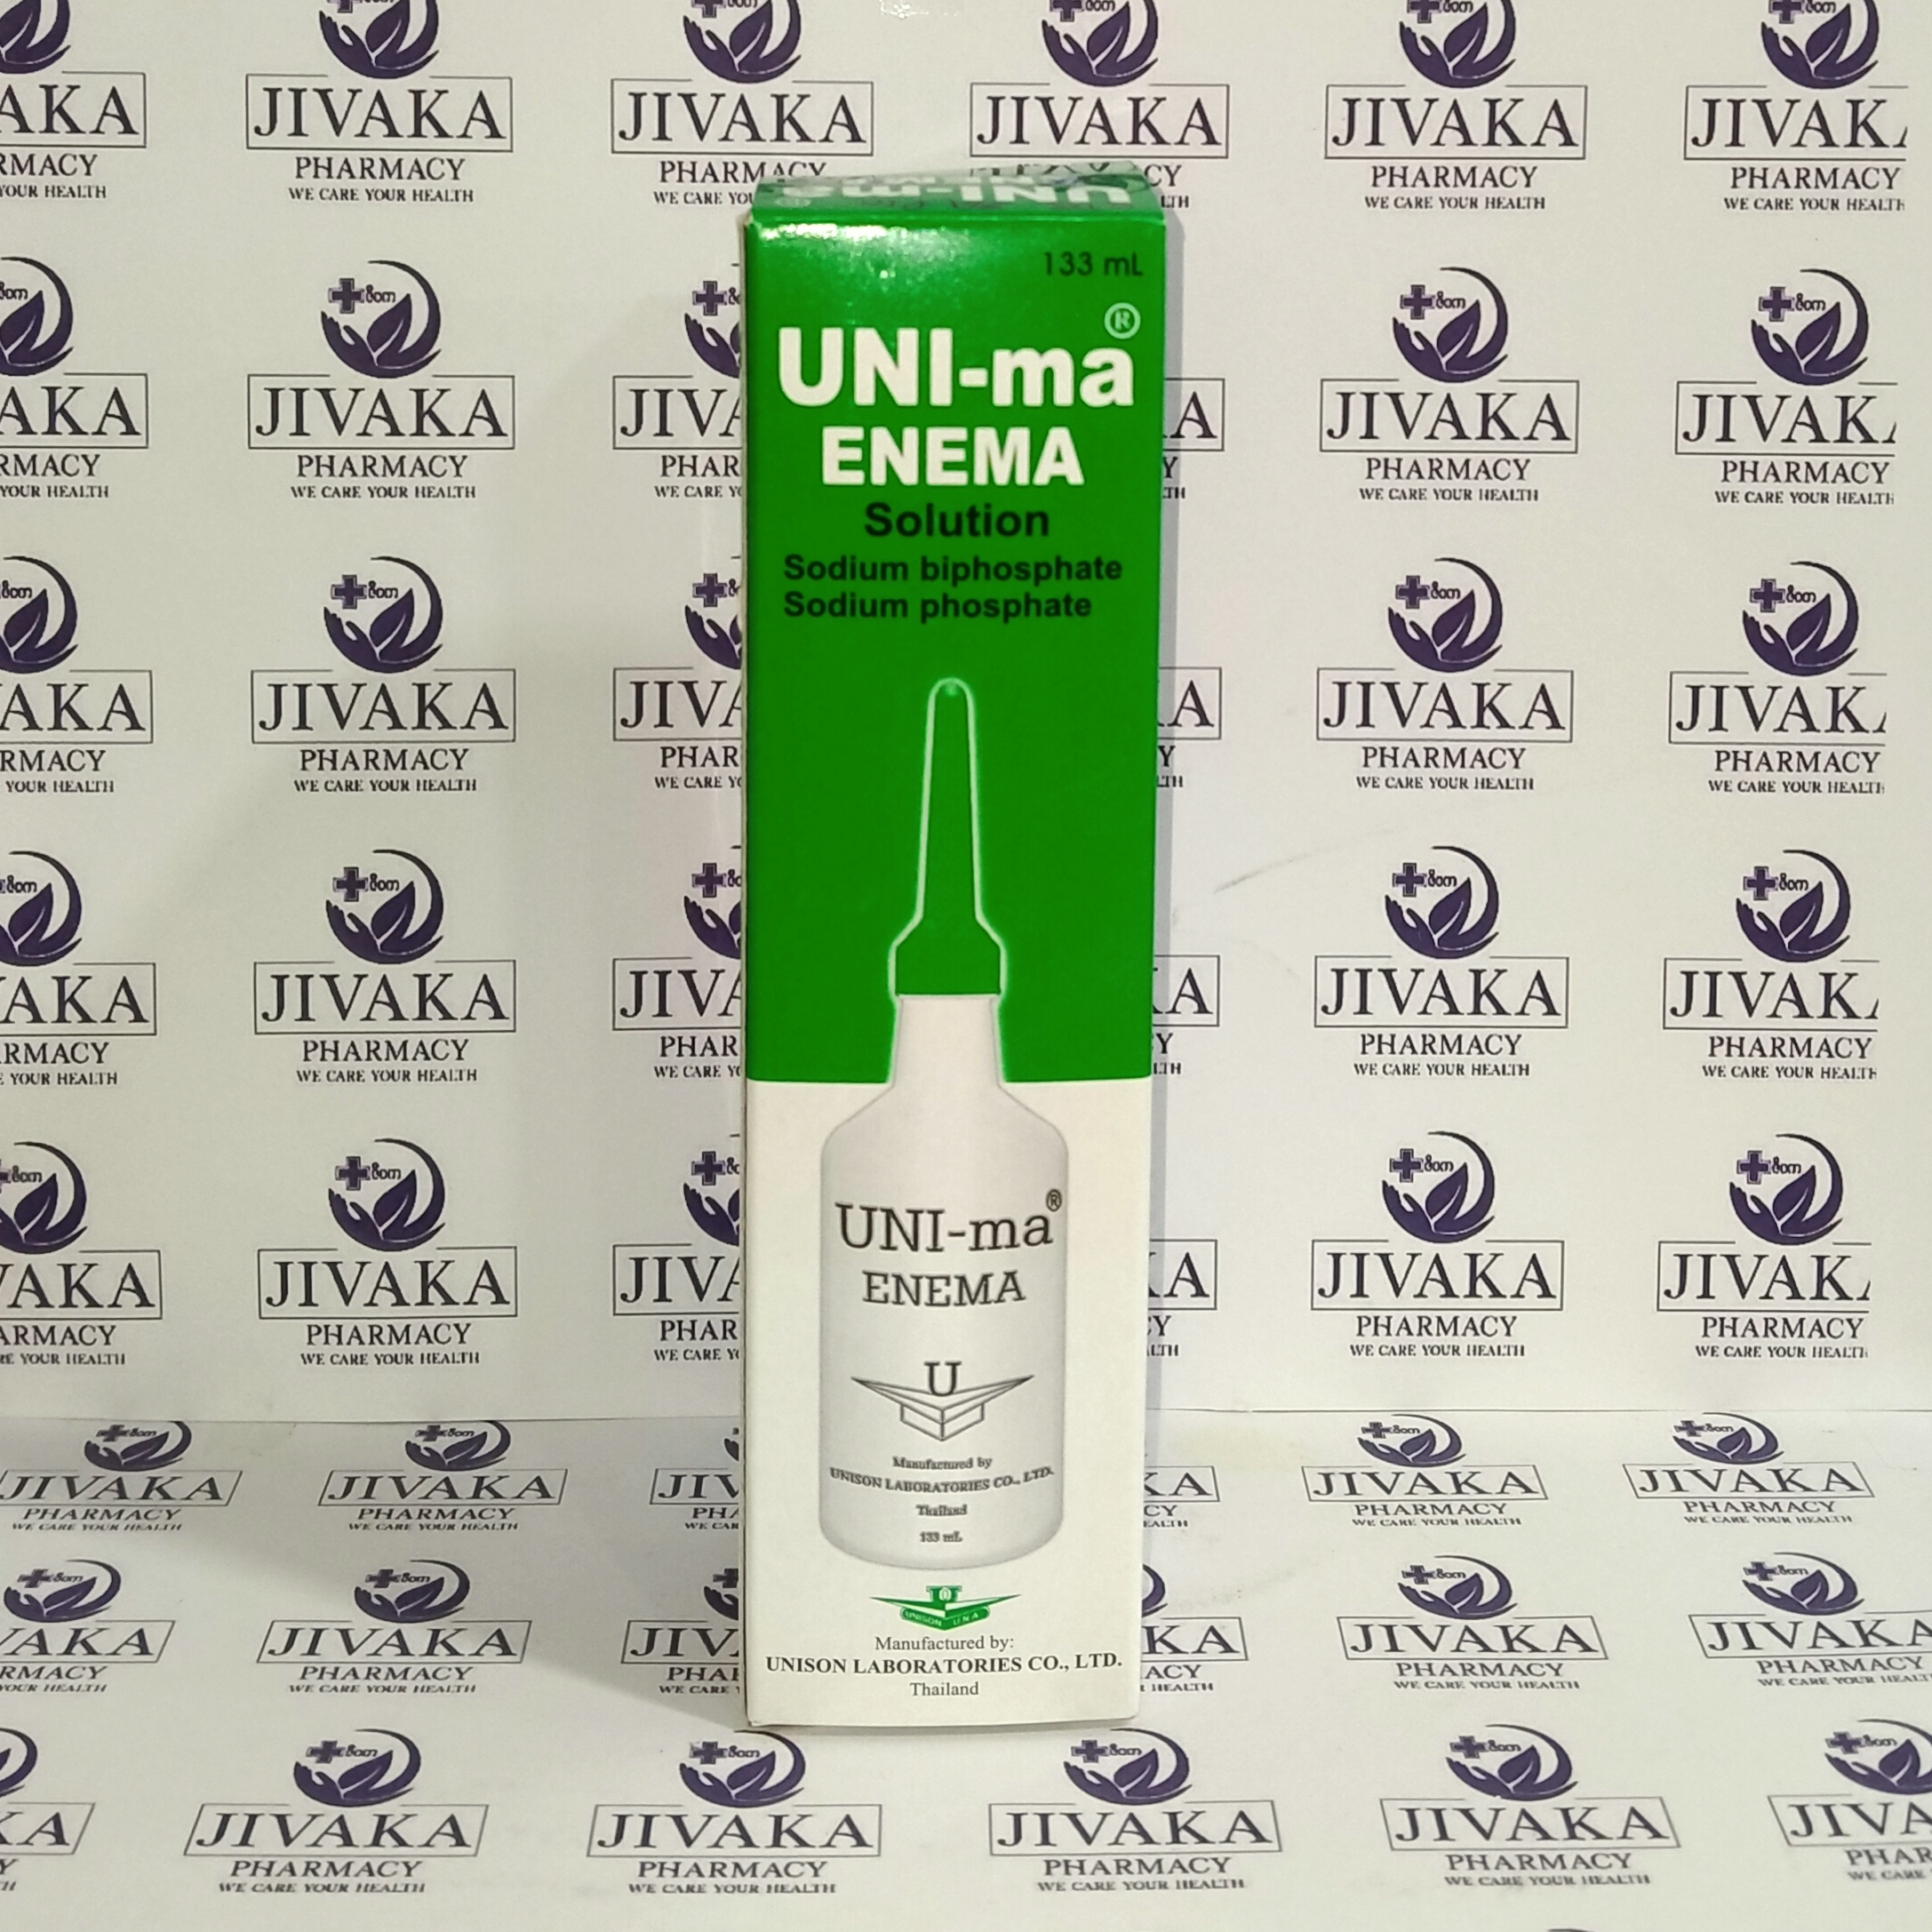 133 mL
UNI-ma®
ENEMA
Solution
Sodium biphosphate
Sodium phosphate
UNI-ma®
ENEMA
U
Manufactured by
UNISON LABORATORIES CO., LTD.
Thailand
133 mL
U
UNISON
Manufactured by:
UNISON LABORATORIES CO., LTD.
Thailand
JIVAKA
PHARMACY
WE CARE YOUR HEALTH